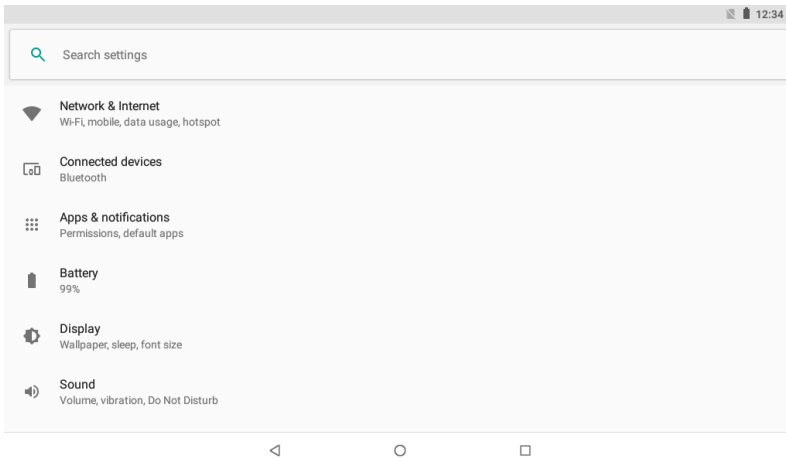 12:34
Search settings
Network & Internet
Wi-Fi, mobile, data usage, hotspot
Connected devices
Bluetooth
Apps & notifications
Permissions, default apps
Battery
99%
Display
Wallpaper, sleep, font size
Sound
Volume, vibration, Do Not Disturb